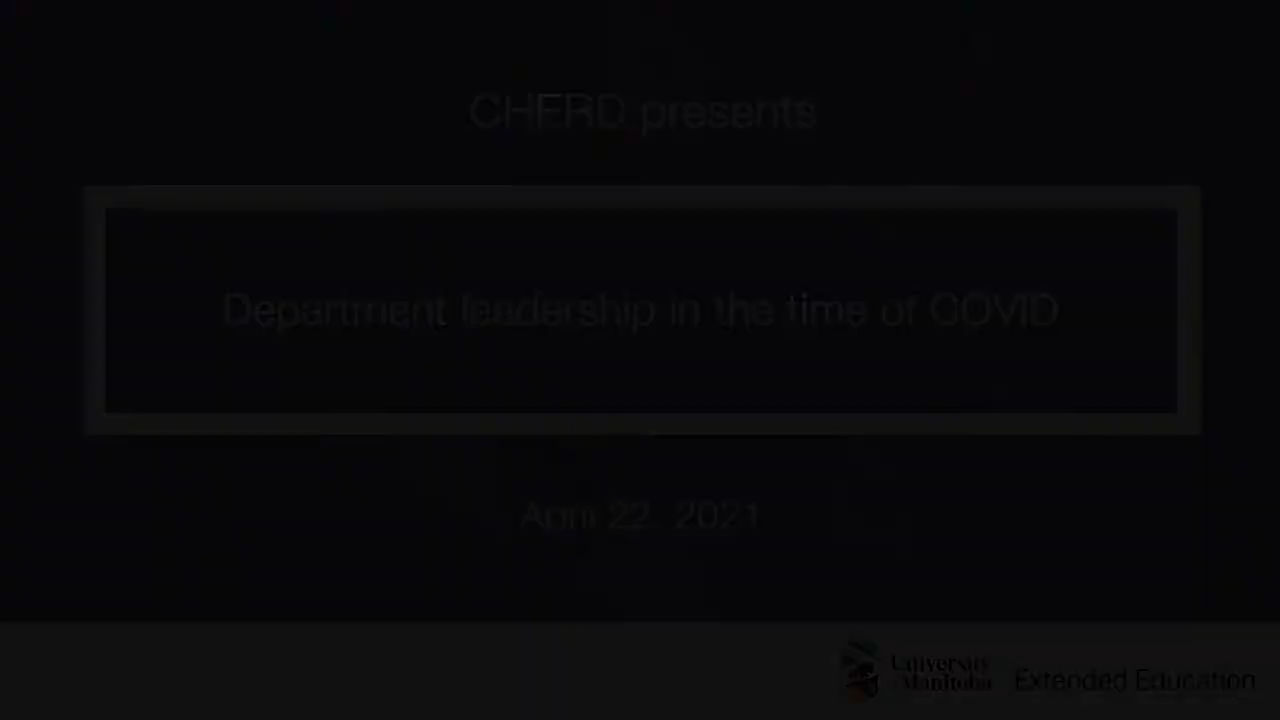 CHERD presents
Department leadership in the time of COVID
April 22, 2021
University
of Manitoba
Extended Education